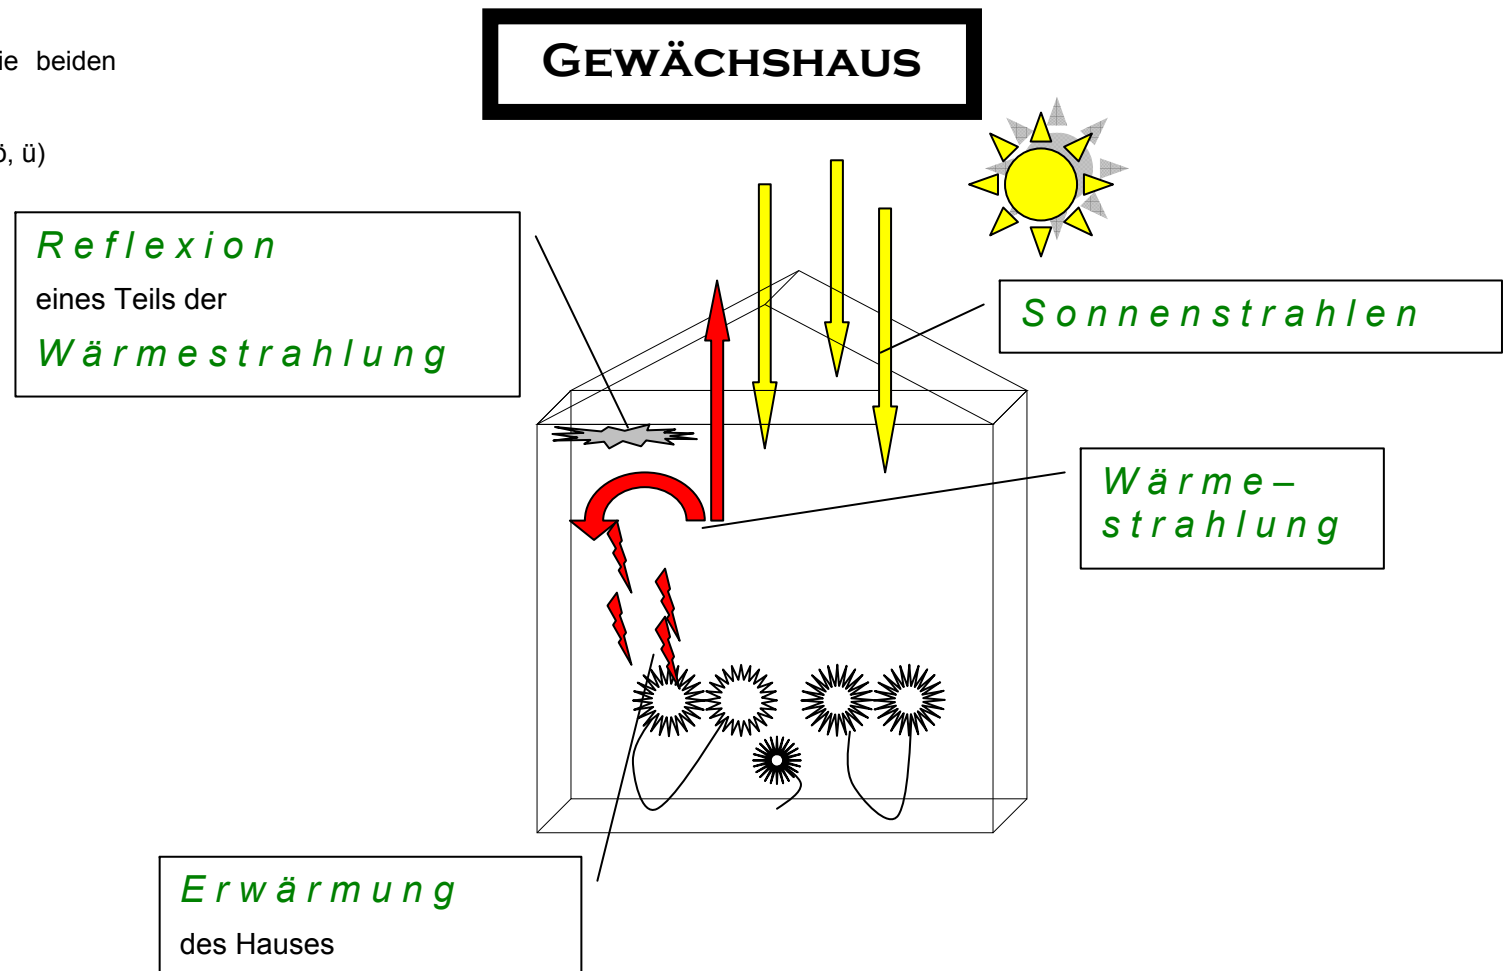 ie beiden
GEWÄCHSHAUS
ö, ü)
Reflexion
eines Teils der
Wärmestrahlung
Sonnenstrahlen
Wärme–
strahlung
Erwärmung
des Hauses